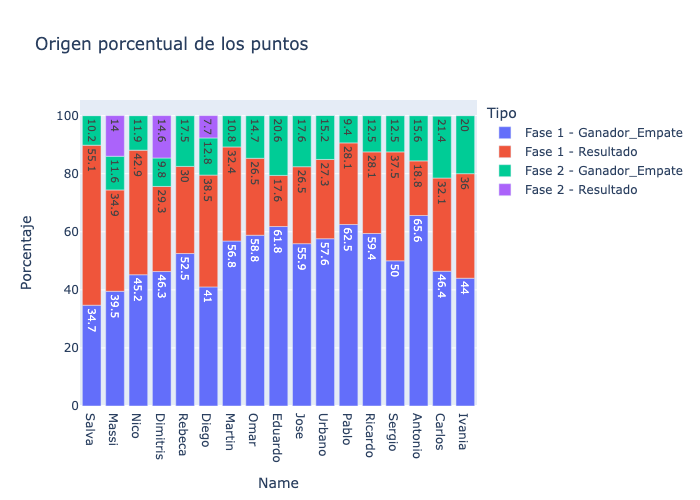 Origen porcentual de los puntos
Tipo
Fase 1 - Ganador_Empate
Fase 1 - Resultado
Fase 2 - Ganador_Empate
Fase 2 - Resultado
Porcentaje
100
80
60
40
20
0
10.2
55.1
34.7
14
11.6
34.9
39.5
11.9
42.9
45.2
14.6
9.8
29.3
46.3
17.5
30
52.5
7.7
12.8
38.5
41
10.8
32.4
56.8
14.7
26.5
58.8
20.6
17.6
61.8
17.6
26.5
55.9
15.2
27.3
57.6
9.4
28.1
62.5
12.5
28.1
59.4
12.5
37.5
50
15.6
18.8
65.6
21.4
32.1
46.4
20
36
44
Salva
Massi
Nico
Dimitris
Rebeca
Diego
Martin
Omar
Eduardo
Jose
Urbano
Pablo
Ricardo
Sergio
Antonio
Carlos
Ivania
Name